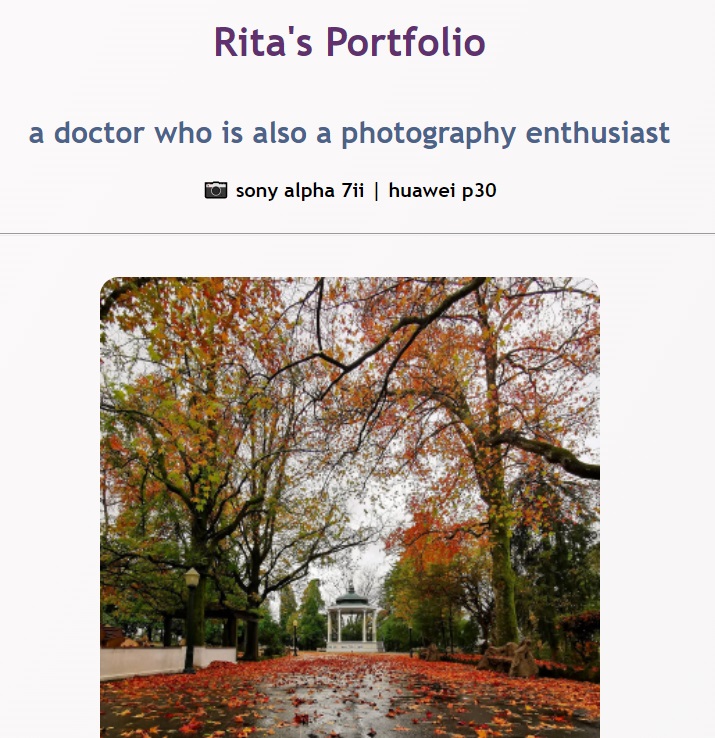 Rita's Portfolio
a doctor who is also a photography enthusiast
📷 sony alpha 7ii | huawei p30